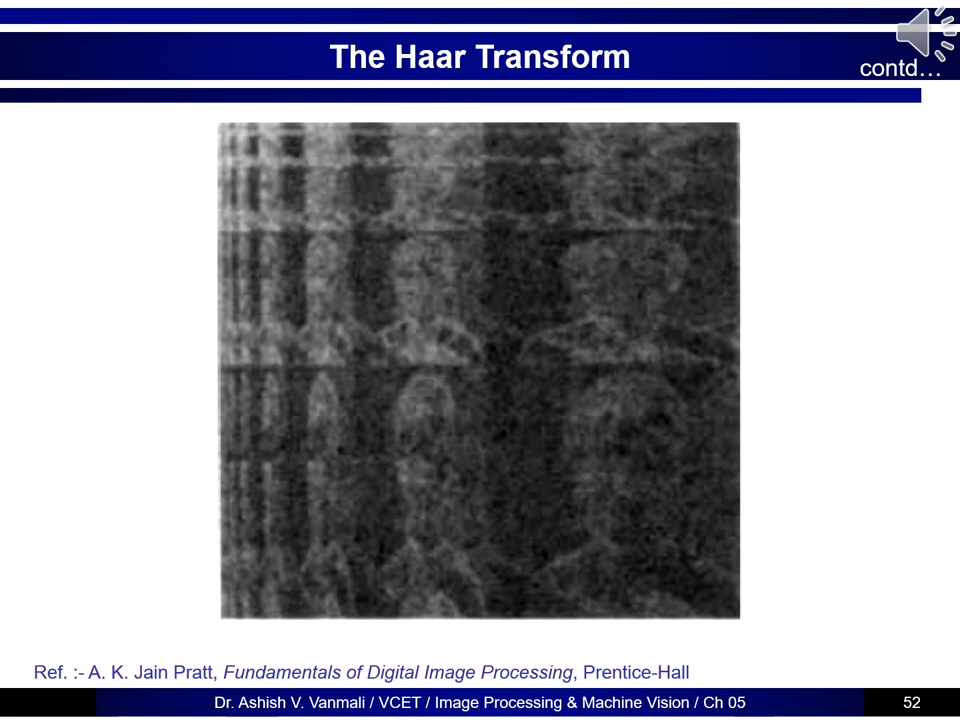 The Haar Transform
contd…
Ref. :- A. K. Jain Pratt, Fundamentals of Digital Image Processing, Prentice-Hall
Dr. Ashish V. Vanmali / VCET / Image Processing & Machine Vision / Ch 05
52